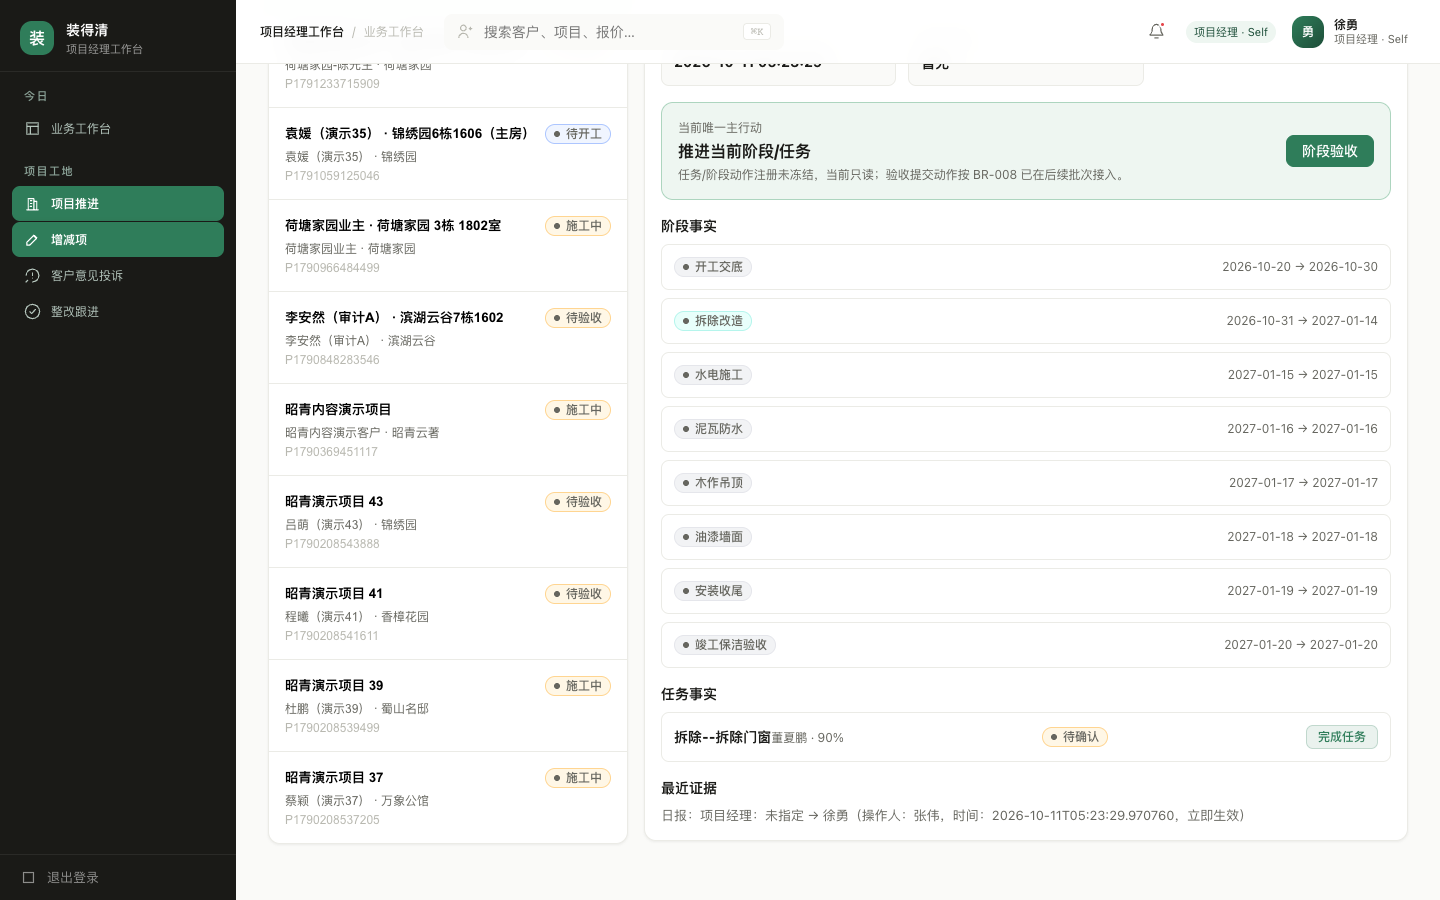 装
装得清
项目经理工作台
今日
业务工作台
项目工地
项目推进
增减项
客户意见投诉
整改跟进
退出登录
项目经理工作台 / 业务工作台
搜索客户、项目、报价...
⌘K
项目经理 · Self
勇
徐勇
项目经理 · Self
P1791233715909
袁媛（演示35）· 锦绣园6栋1606（主房）
待开工
袁媛（演示35）· 锦绣园
P1791059125046
荷塘家园业主 · 荷塘家园 3栋 1802室
施工中
荷塘家园业主 · 荷塘家园
P1790966484499
李安然（审计A）· 滨湖云谷7栋1602
待验收
李安然（审计A）· 滨湖云谷
P1790848283546
昭青内容演示项目
施工中
昭青内容演示客户 · 昭青云著
P1790369451117
昭青演示项目 43
待验收
吕萌（演示43）· 锦绣园
P1790208543888
昭青演示项目 41
待验收
程曦（演示41）· 香樟花园
P1790208541611
昭青演示项目 39
施工中
杜鹏（演示39）· 蜀山名邸
P1790208539499
昭青演示项目 37
施工中
蔡颖（演示37）· 万象公馆
P1790208537205
当前唯一主行动
推进当前阶段/任务
任务/阶段动作注册未冻结，当前只读；验收提交动作按 BR-008 已在后续批次接入。
阶段验收
阶段事实
开工交底
2026-10-20 → 2026-10-30
拆除改造
2026-10-31 → 2027-01-14
水电施工
2027-01-15 → 2027-01-15
泥瓦防水
2027-01-16 → 2027-01-16
木作吊顶
2027-01-17 → 2027-01-17
油漆墙面
2027-01-18 → 2027-01-18
安装收尾
2027-01-19 → 2027-01-19
竣工保洁验收
2027-01-20 → 2027-01-20
任务事实
拆除--拆除门窗董夏鹏 · 90%
待确认
完成任务
最近证据
日报：项目经理：未指定 → 徐勇（操作人：张伟，时间：2026-10-11T05:23:29.970760，立即生效）